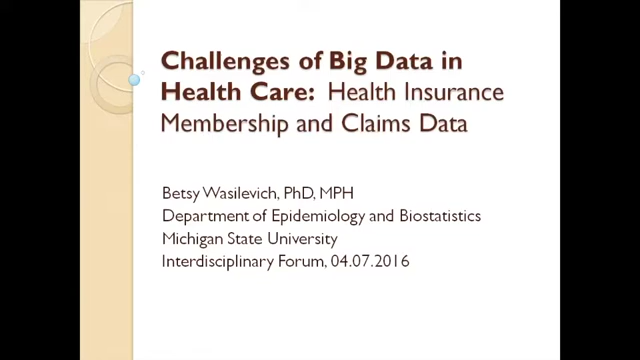 Challenges of Big Data in
Health Care: Health Insurance
Membership and Claims Data
Betsy Wasilevich, PhD, MPH
Department of Epidemiology and Biostatistics
Michigan State University
Interdisciplinary Forum, 04.07.2016